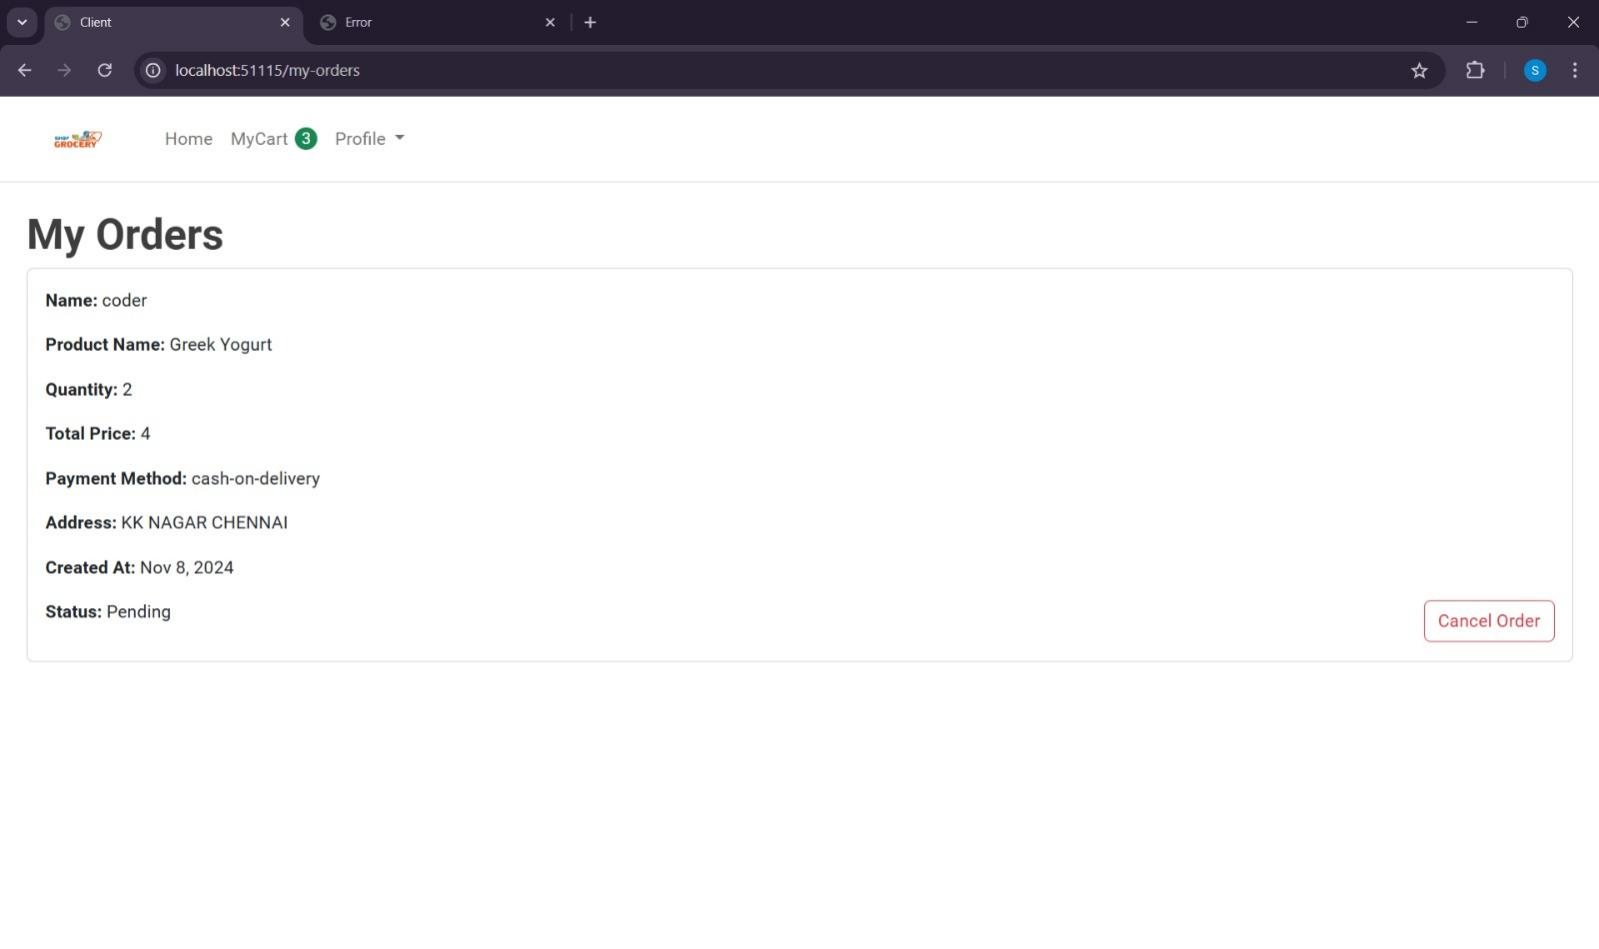 Client
Error
localhost:51115/my-orders
S
SHOP
GROCERY
Home
MyCart 3
Profile
My Orders
Name: coder
Product Name: Greek Yogurt
Quantity: 2
Total Price: 4
Payment Method: cash-on-delivery
Address: KK NAGAR CHENNAI
Created At: Nov 8, 2024
Status: Pending
Cancel Order